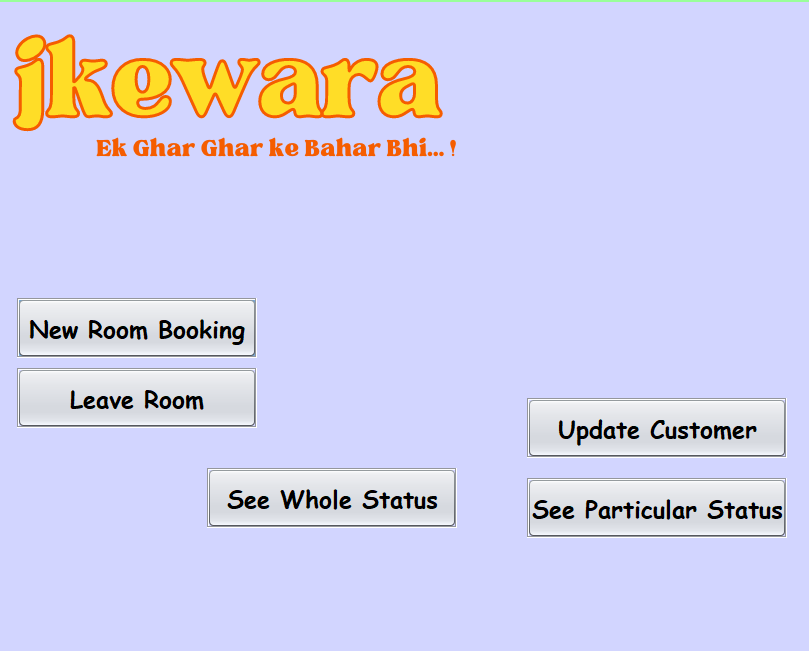 jkewara
Ek Ghar Ghar ke Bahar Bhi... !
New Room Booking
Leave Room
Update Customer
See Whole Status
See Particular Status